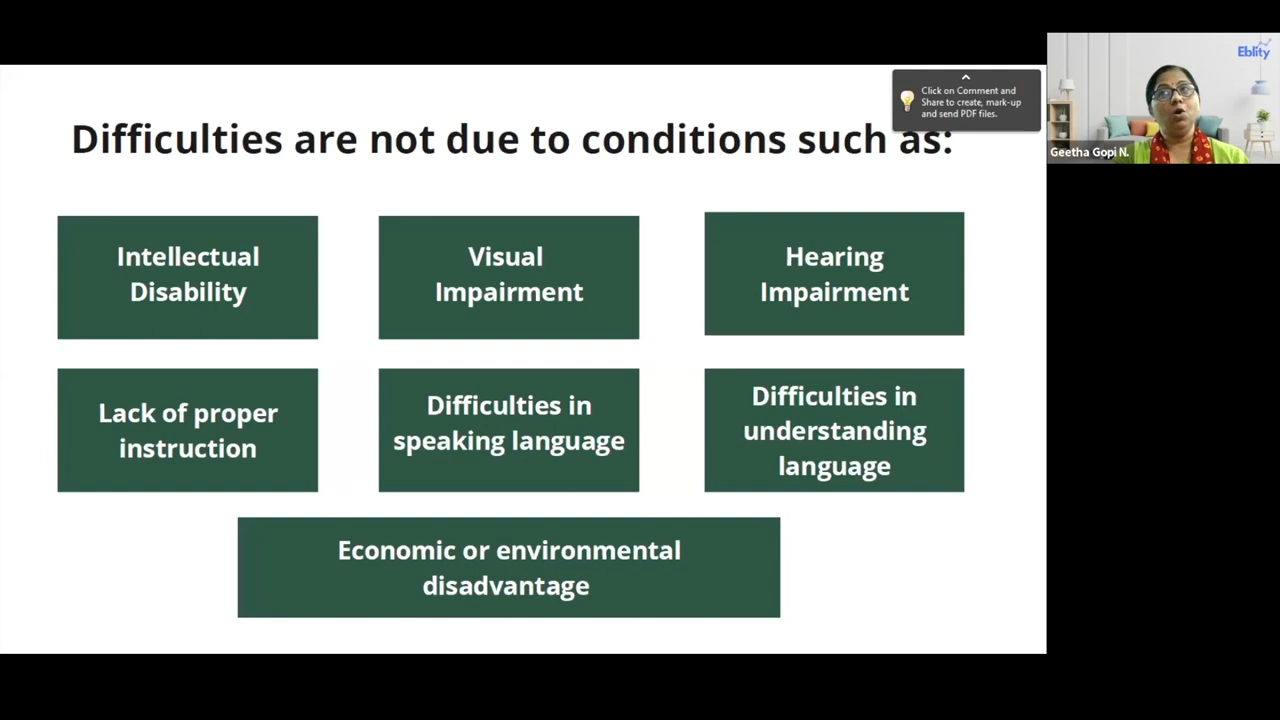 Difficulties are not due to conditions such as:
Click on Comment and
Share to create, mark-up
and send PDF files.
Eblity
Geetha Gopi N.
Intellectual
Disability
Visual
Impairment
Hearing
Impairment
Lack of proper
instruction
Difficulties in
speaking language
Difficulties in
understanding
language
Economic or environmental
disadvantage